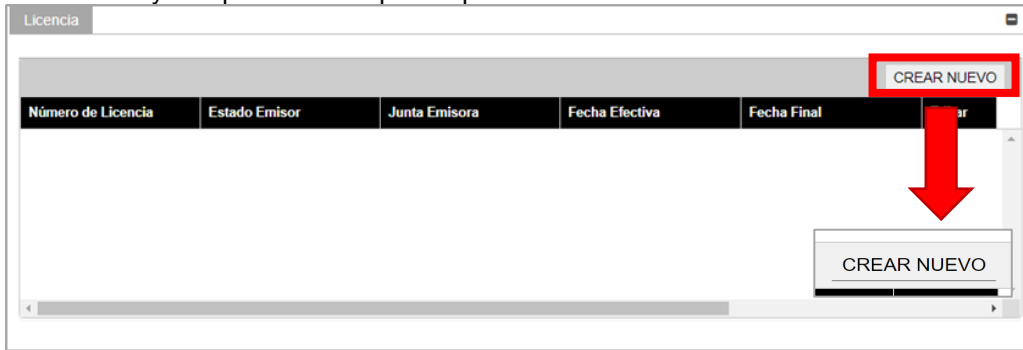 Licencia
CREAR NUEVO
Número de Licencia Estado Emisor Junta Emisora Fecha Efectiva Fecha Final
CREAR NUEVO